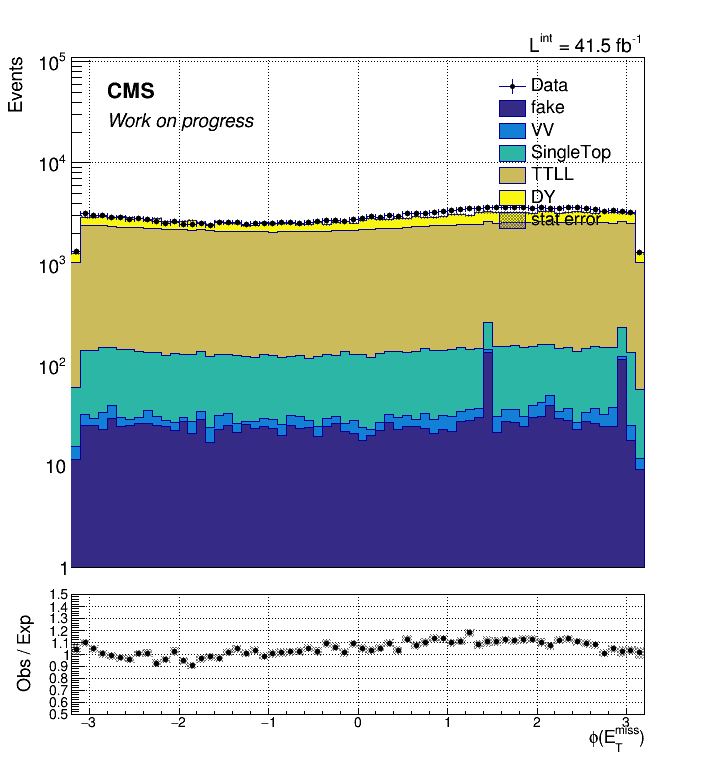 L^int = 41.5 fb^-1
Events
CMS
Work on progress
Data
fake
VV
SingleTop
TTLL
DY
stat error
10^5
10^4
10^3
10^2
10
1
Obs / Exp
1.5
1.4
1.3
1.2
1.1
1
0.9
0.8
0.7
0.6
0.5
−3
−2
−1
0
1
2
3
ϕ(E_T^miss)